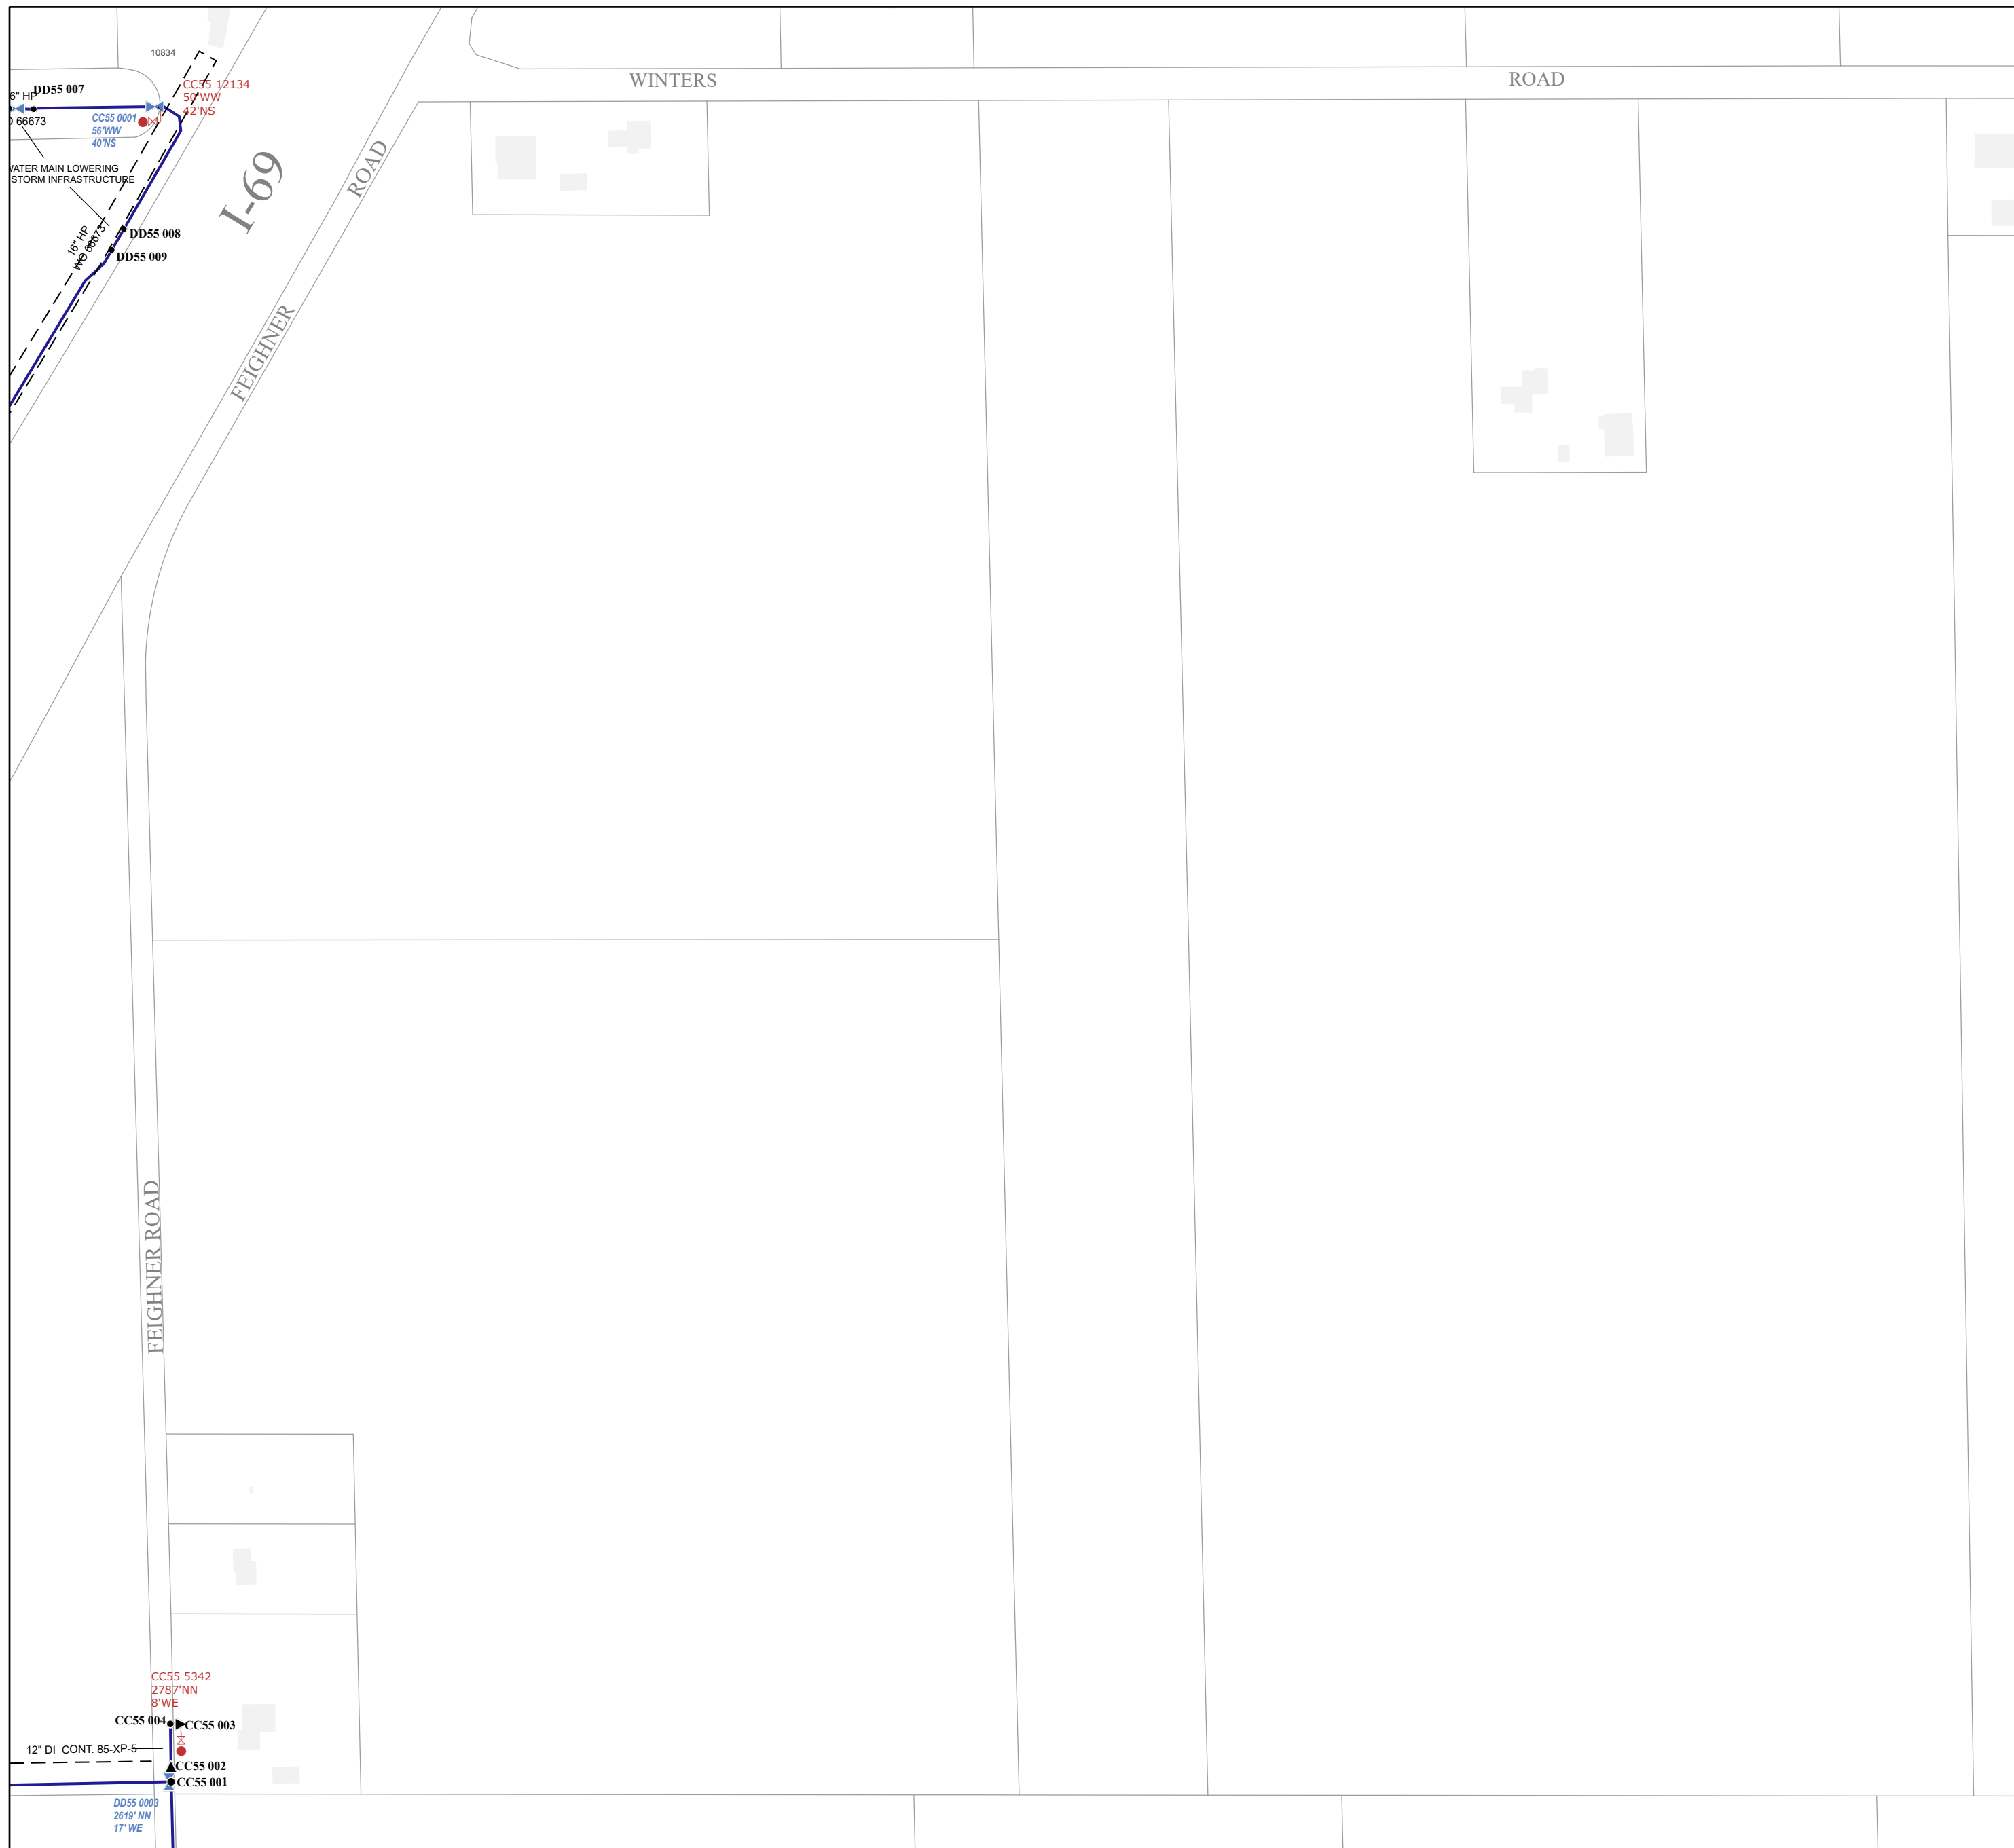 10834
WINTERS
ROAD
CC55 12134
50'WW
42'NS
6" HP
DD55 007
66673
CC55 0001
56'WW
40'NS
WATER MAIN LOWERING
STORM INFRASTRUCTURE
I-69
ROAD
16" HP
WO 66673
DD55 008
DD55 009
FEIGHNER
FEIGHNER ROAD
CC55 5342
2787'NN
8'WE
CC55 004
CC55 003
12" DI CONT. 85-XP-5
CC55 002
CC55 001
DD55 0003
2619' NN
17' WE